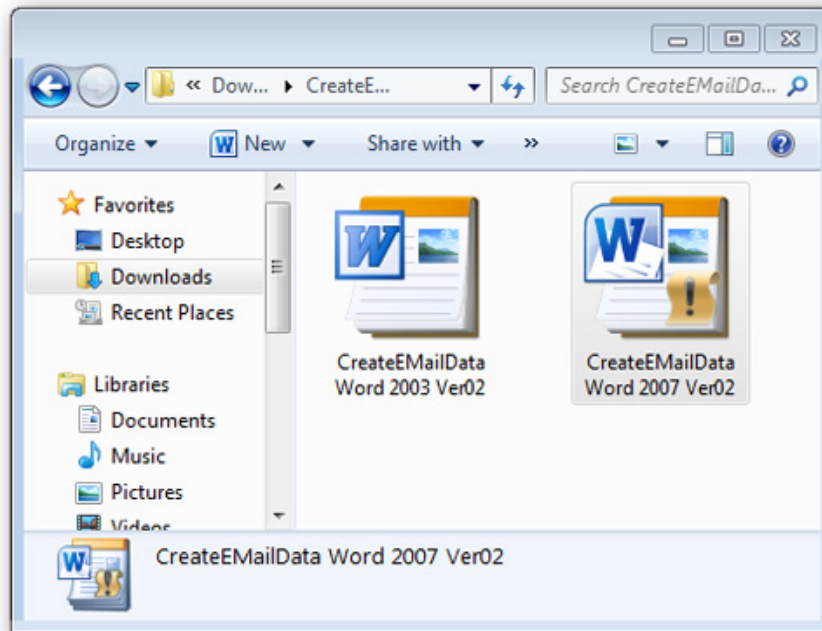 « Dow... CreateE...
Search CreateEMailDa...
Organize New Share with »
Favorites
Desktop
Downloads
Recent Places
Libraries
Documents
Music
Pictures
Videos
CreateEMailData
Word 2003 Ver02
CreateEMailData
Word 2007 Ver02
CreateEMailData Word 2007 Ver02